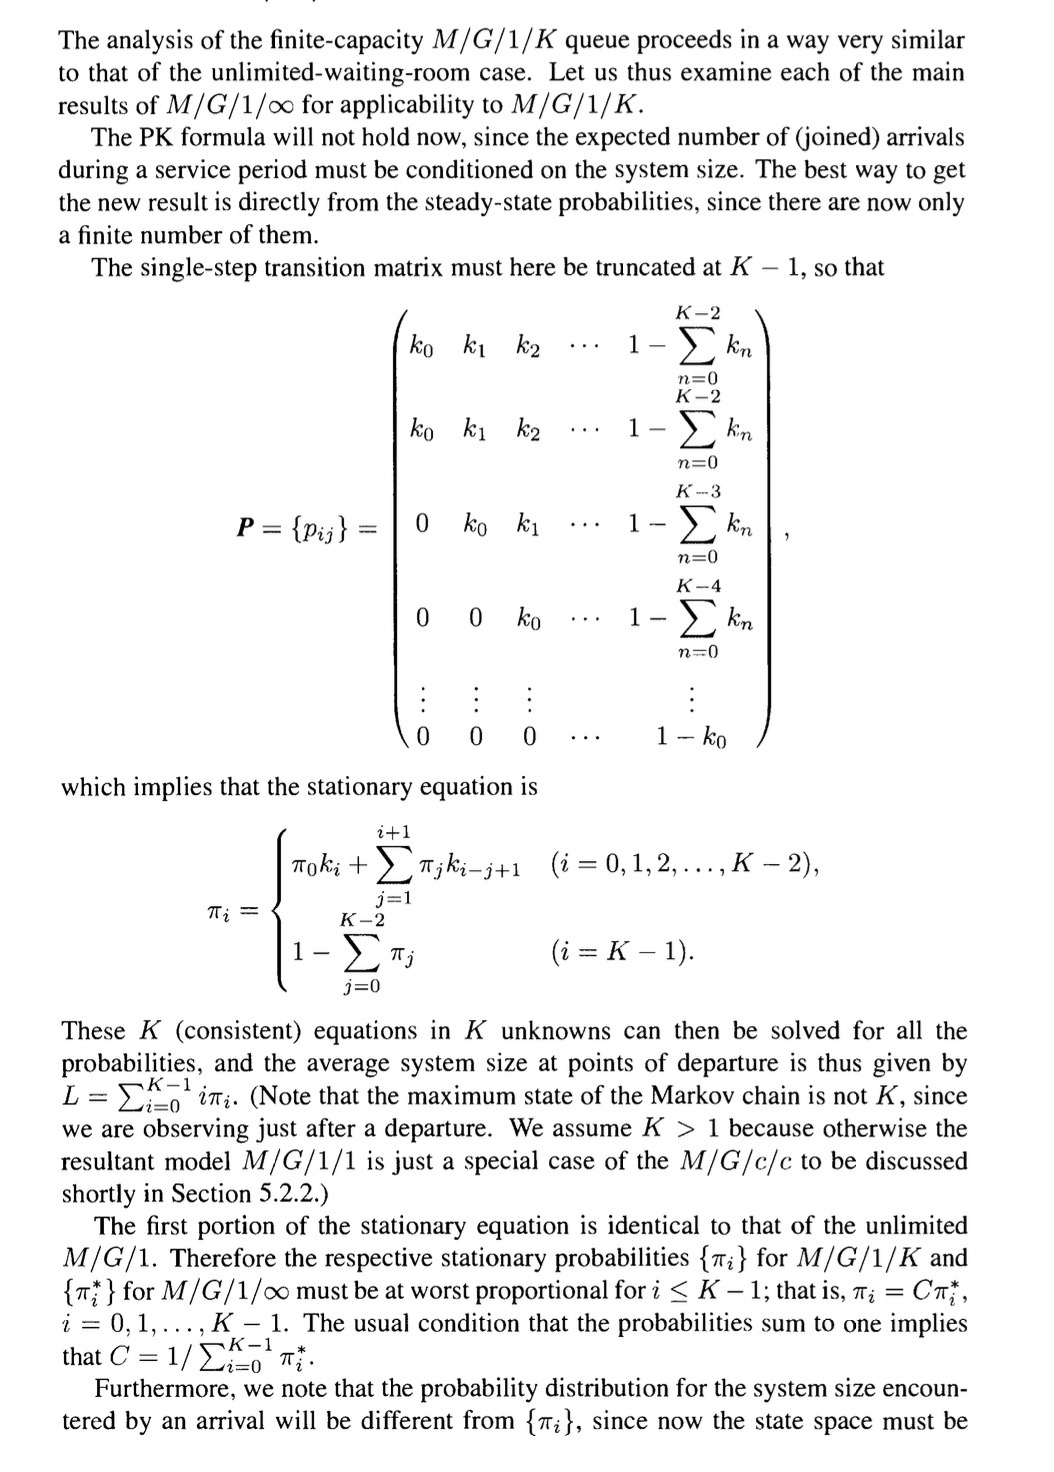 The analysis of the finite-capacity M/G/1/K queue proceeds in a way very similar
to that of the unlimited-waiting-room case. Let us thus examine each of the main
results of M/G/1/∞ for applicability to M/G/1/K.
The PK formula will not hold now, since the expected number of (joined) arrivals
during a service period must be conditioned on the system size. The best way to get
the new result is directly from the steady-state probabilities, since there are now only
a finite number of them.
The single-step transition matrix must here be truncated at K − 1, so that
P = {p_{ij}} = \begin{pmatrix} k_0 & k_1 & k_2 & \cdots & 1 - \sum_{n=0}^{K-2} k_n \\ k_0 & k_1 & k_2 & \cdots & 1 - \sum_{n=0}^{K-2} k_n \\ 0 & k_0 & k_1 & \cdots & 1 - \sum_{n=0}^{K-3} k_n \\ 0 & 0 & k_0 & \cdots & 1 - \sum_{n=0}^{K-4} k_n \\ \vdots & \vdots & \vdots & & \vdots \\ 0 & 0 & 0 & \cdots & 1 - k_0 \end{pmatrix},
which implies that the stationary equation is
\pi_i = \begin{cases} \pi_0 k_i + \sum_{j=1}^{i+1} \pi_j k_{i-j+1} & (i = 0, 1, 2, \ldots, K - 2), \\ 1 - \sum_{j=0}^{K-2} \pi_j & (i = K - 1). \end{cases}
These K (consistent) equations in K unknowns can then be solved for all the
probabilities, and the average system size at points of departure is thus given by
L = \sum_{i=0}^{K-1} iπ_i. (Note that the maximum state of the Markov chain is not K, since
we are observing just after a departure. We assume K > 1 because otherwise the
resultant model M/G/1/1 is just a special case of the M/G/c/c to be discussed
shortly in Section 5.2.2.)
The first portion of the stationary equation is identical to that of the unlimited
M/G/1. Therefore the respective stationary probabilities {π_i} for M/G/1/K and
{π_i^*} for M/G/1/∞ must be at worst proportional for i ≤ K − 1; that is, π_i = Cπ_i^*,
i = 0, 1, . . . , K − 1. The usual condition that the probabilities sum to one implies
that C = 1/ \sum_{i=0}^{K-1} π_i^*.
Furthermore, we note that the probability distribution for the system size encoun-
tered by an arrival will be different from {π_i}, since now the state space must be